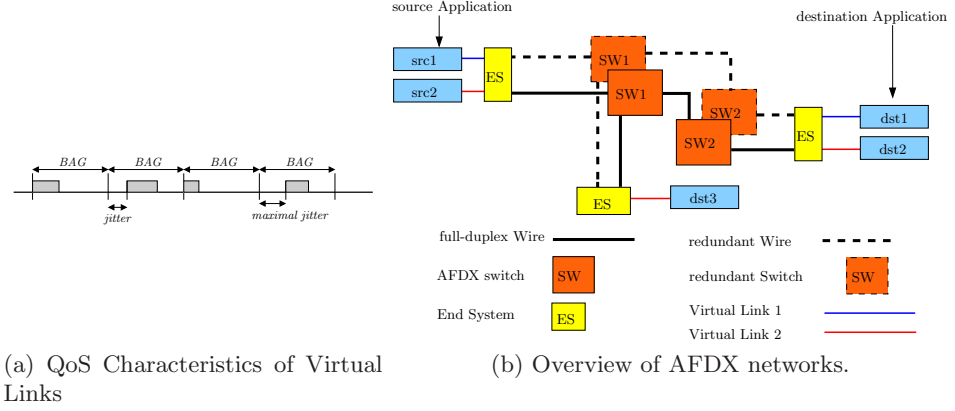 BAG BAG BAG BAG
jitter
maximal jitter
(a) QoS Characteristics of Virtual
Links
source Application
destination Application
src1
src2
ES
SW1
SW1
SW2
SW2
ES
dst1
dst2
ES
dst3
full-duplex Wire
redundant Wire
AFDX switch
SW
redundant Switch
SW
End System
ES
Virtual Link 1
Virtual Link 2
(b) Overview of AFDX networks.